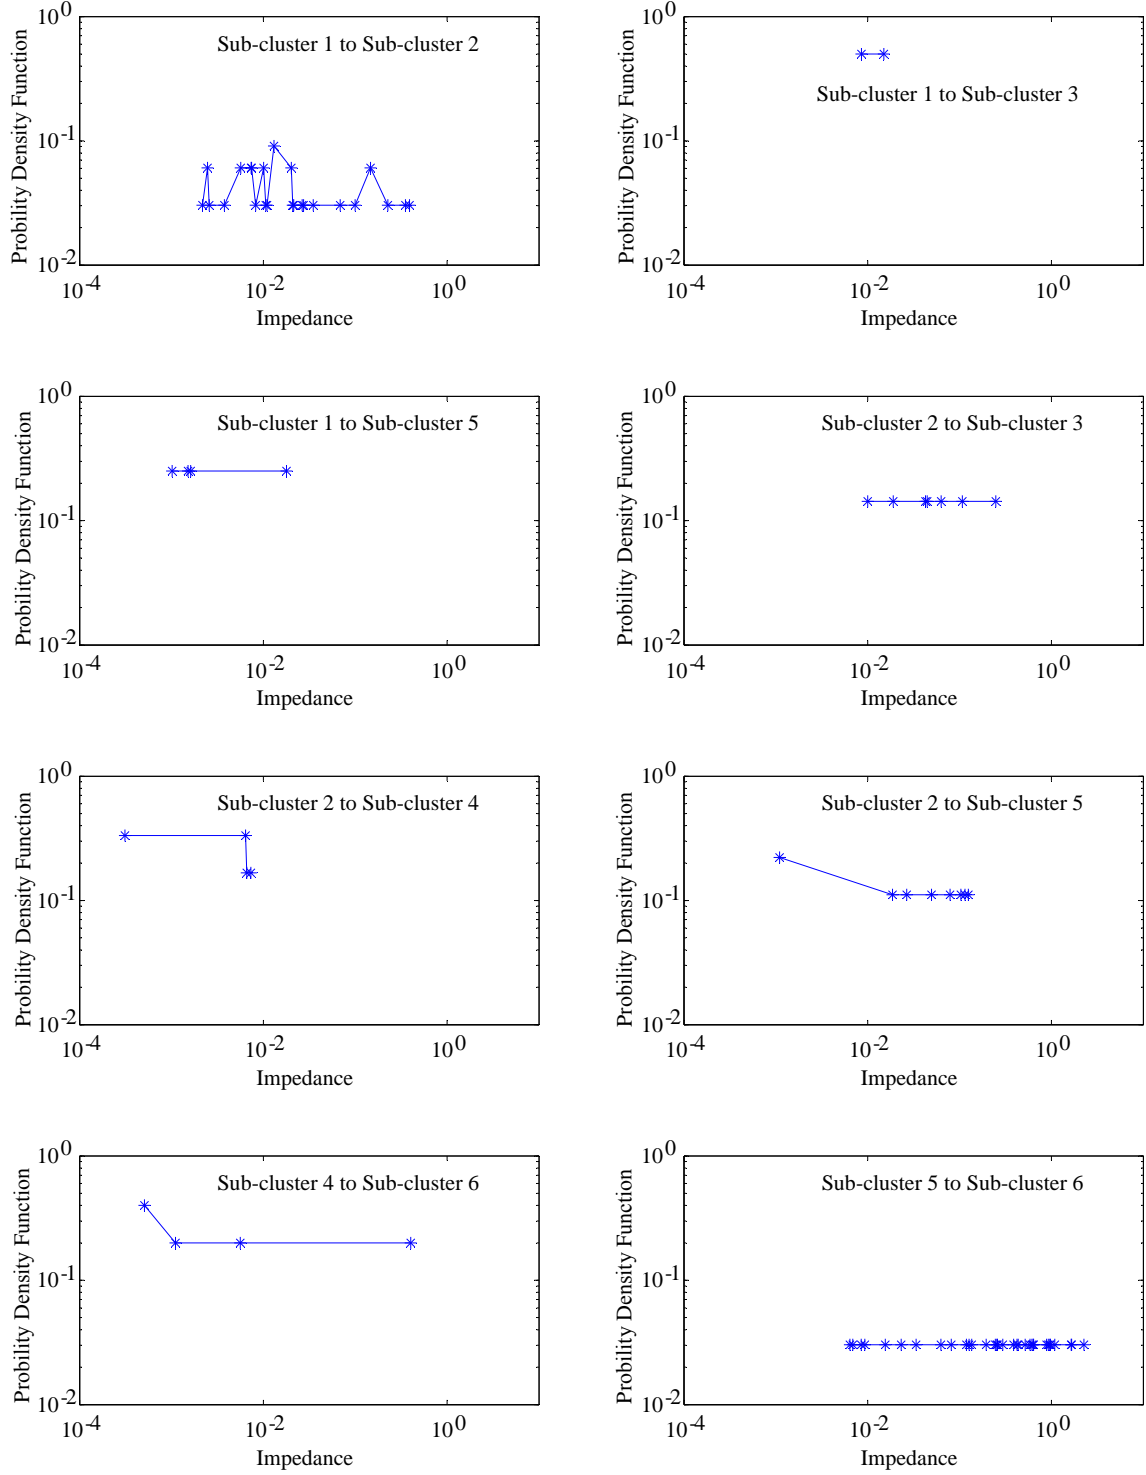 10^0
Sub-cluster 1 to Sub-cluster 2
10^-1
10^-2
10^-4
10^-2
10^0
Impedance
Probility Density Function
10^0
Sub-cluster 1 to Sub-cluster 3
10^-1
10^-2
10^-4
10^-2
10^0
Impedance
Probility Density Function
10^0
Sub-cluster 1 to Sub-cluster 5
10^-1
10^-2
10^-4
10^-2
10^0
Impedance
Probility Density Function
10^0
Sub-cluster 2 to Sub-cluster 3
10^-1
10^-2
10^-4
10^-2
10^0
Impedance
Probility Density Function
10^0
Sub-cluster 2 to Sub-cluster 4
10^-1
10^-2
10^-4
10^-2
10^0
Impedance
Probility Density Function
10^0
Sub-cluster 2 to Sub-cluster 5
10^-1
10^-2
10^-4
10^-2
10^0
Impedance
Probility Density Function
10^0
Sub-cluster 4 to Sub-cluster 6
10^-1
10^-2
10^-4
10^-2
10^0
Impedance
Probility Density Function
10^0
Sub-cluster 5 to Sub-cluster 6
10^-1
10^-2
10^-4
10^-2
10^0
Impedance
Probility Density Function